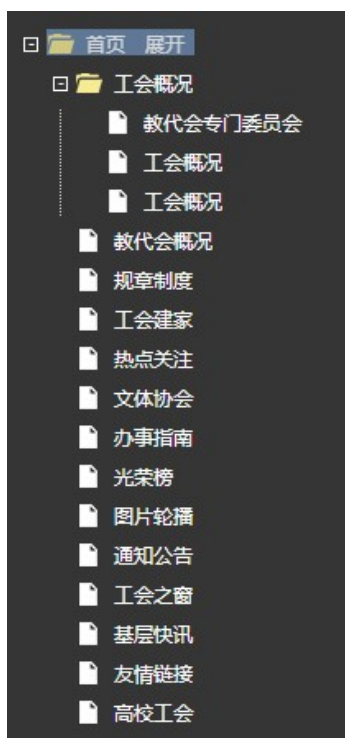 首页 展开
工会概况
教代会专门委员会
工会概况
工会概况
教代会概况
规章制度
工会建家
热点关注
文体协会
办事指南
光荣榜
图片轮播
通知公告
工会之窗
基层快讯
友情链接
高校工会